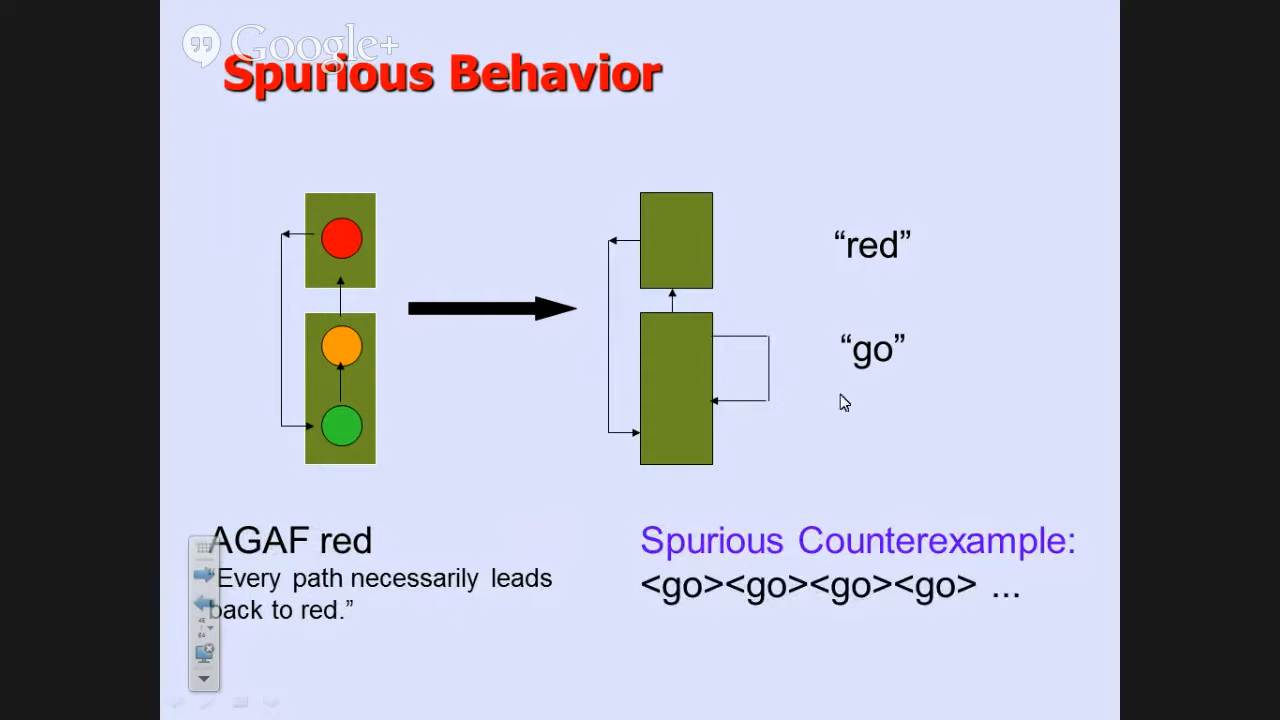 Google+
Spurious Behavior
“red”
“go”
AGAF red
“Every path necessarily leads
back to red.”
Spurious Counterexample:
<go><go><go><go> ...